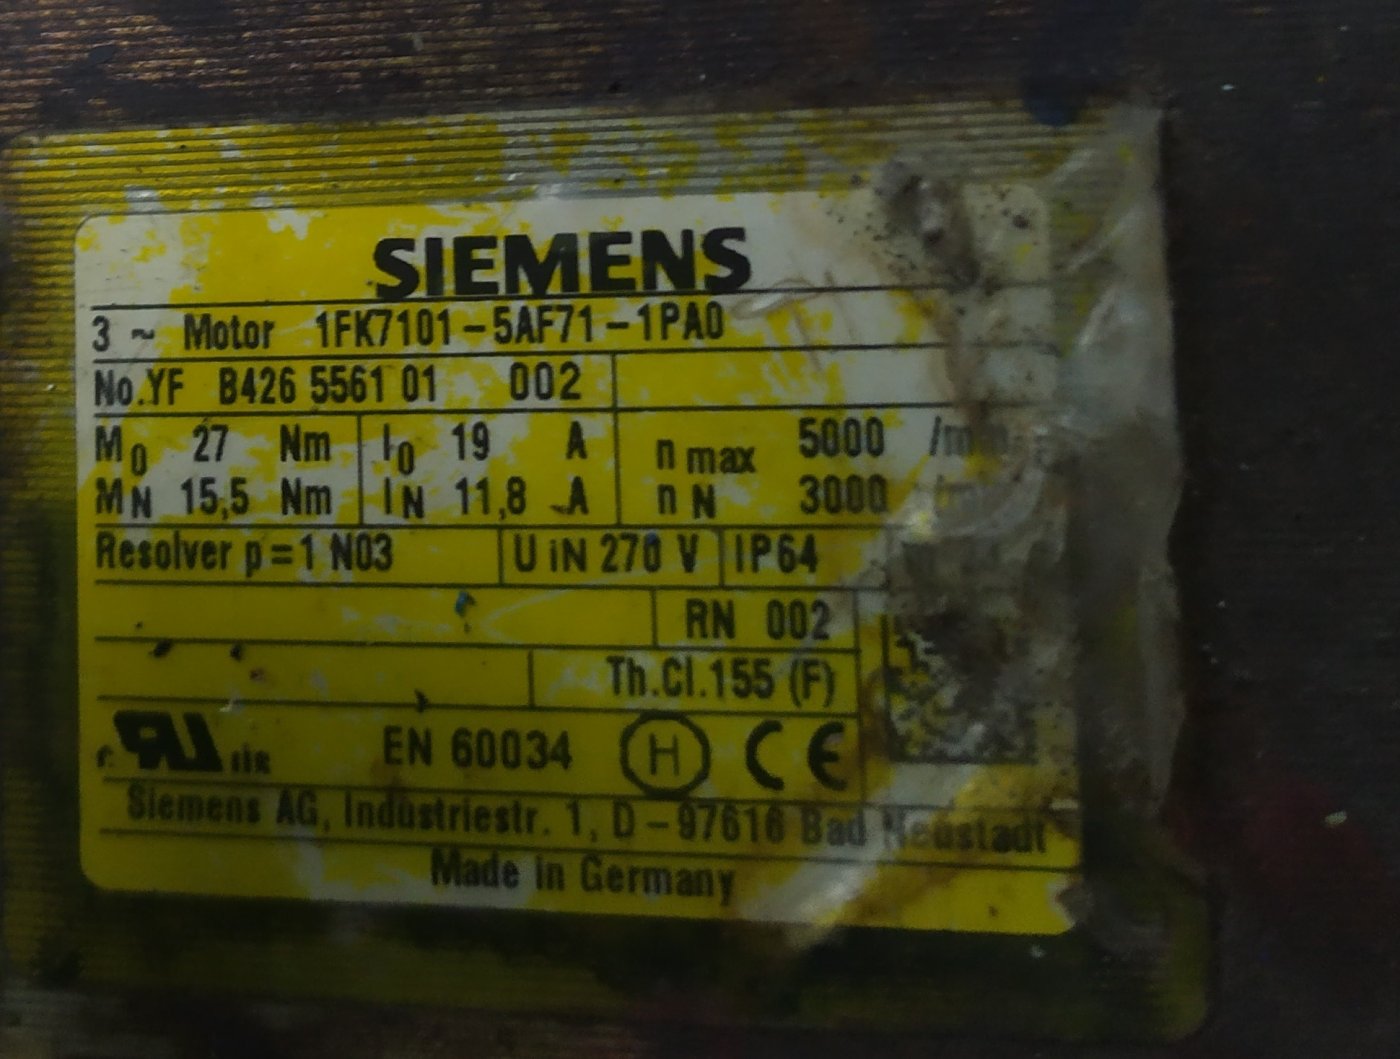 SIEMENS
3 ~ Motor 1FK7101-5AF71-1PA0
No.YF B426 5561 01 002
M0 27 Nm I0 19 A n max 5000
MN 15,5 Nm IN 11,8 A n N 3000
Resolver p=1 N03 U iN 270 V IP64
RN 002
Th.Cl.155 (F)
EN 60034 H CE
Siemens AG, Industriestr. 1, D-97616 Bad Neustadt
Made in Germany